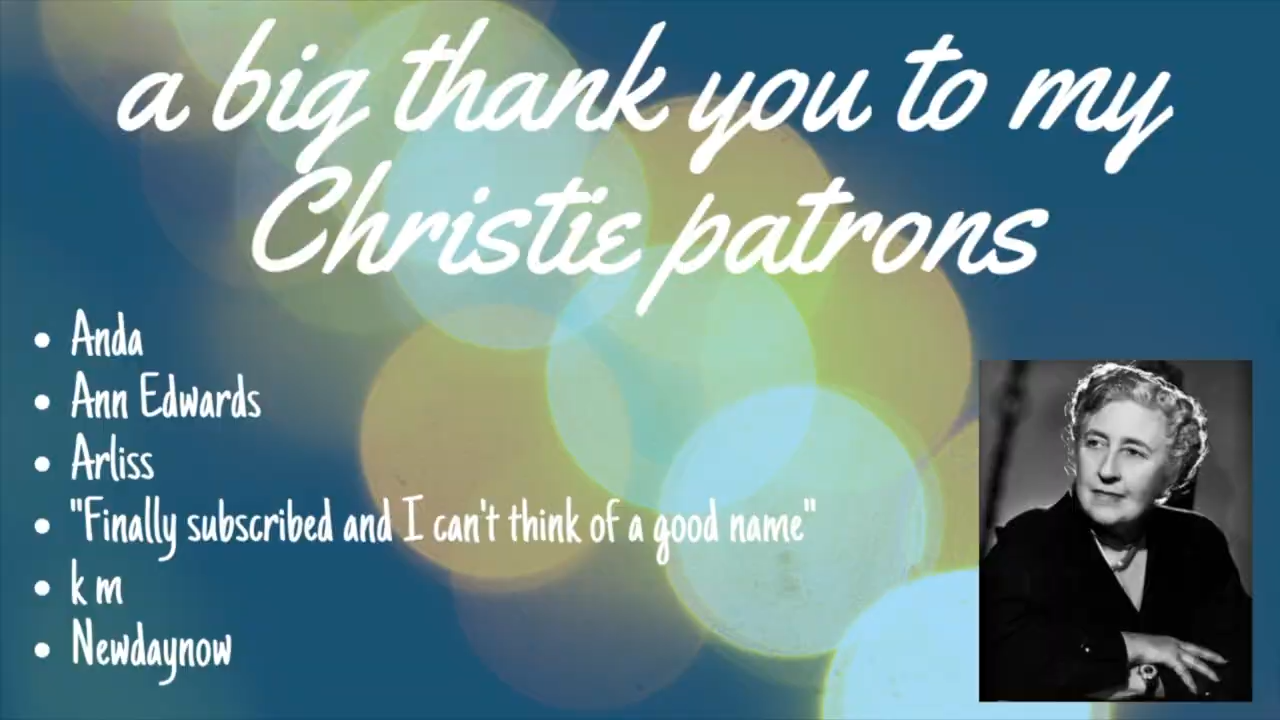 a big thank you to my
Christie patrons
• Anda
• Ann Edwards
• Arliss
• "Finally subscribed and I can't think of a good name"
• k m
• Newdaynow